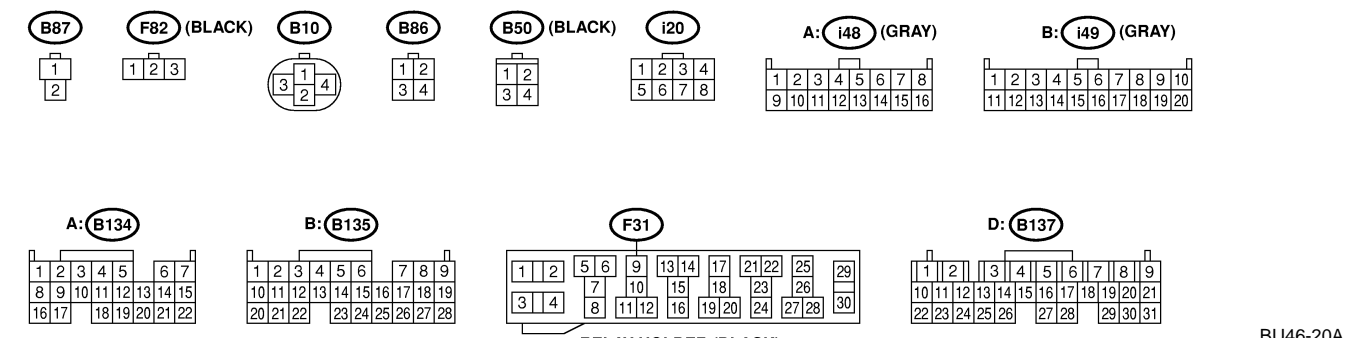 B87 F82 (BLACK) B10 B86 B50 (BLACK) i20 A: i48 (GRAY) B: i49 (GRAY)
1
2
1 2 3
1
3 4
2
1 2
3 4
1 2
3 4
1 2 3 4
5 6 7 8
1 2 3 4 5 6 7 8
9 10 11 12 13 14 15 16
1 2 3 4 5 6 7 8 9 10
11 12 13 14 15 16 17 18 19 20
A: B134 B: B135 F31 D: B137
1 2 3 4 5 6 7
8 9 10 11 12 13 14 15
16 17 18 19 20 21 22
1 2 3 4 5 6 7 8 9
10 11 12 13 14 15 16 17 18 19
20 21 22 23 24 25 26 27 28
1 2 5 6 9 13 14 17 21 22 25 29
7 10 15 18 23 26
3 4 8 11 12 16 19 20 24 27 28 30
1 2 3 4 5 6 7 8 9
10 11 12 13 14 15 16 17 18 19 20 21
22 23 24 25 26 27 28 29 30 31
RELAY HOLDER (BLACK)
BU46-20A